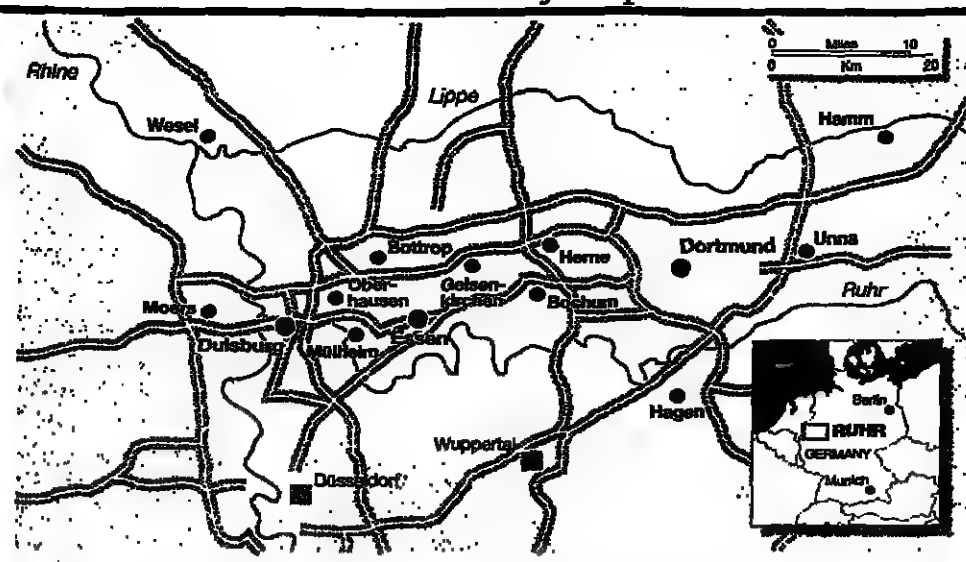 0 Miles 10
0 Km 20
Rhine
Lippe
Wesel
Hamm
Bottrop
Herne
Dortmund
Unna
Ober-
hausen
Gelsen-
kirchen
Bochum
Ruhr
Moers
Duisburg
Mülheim
Essen
Hagen
Berlin
RUHR
GERMANY
Munich
Wuppertal
Düsseldorf